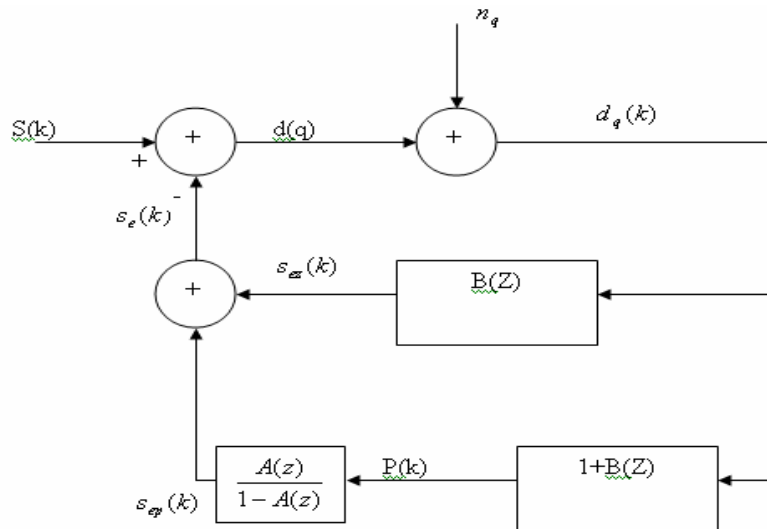 n_q
S(k)
+
d(q)
+
d_q(k)
+
s_e(k)
-
+
s_ez(k)
B(Z)
s_ep(k)
A(z)
1 - A(z)
P(k)
1+B(Z)